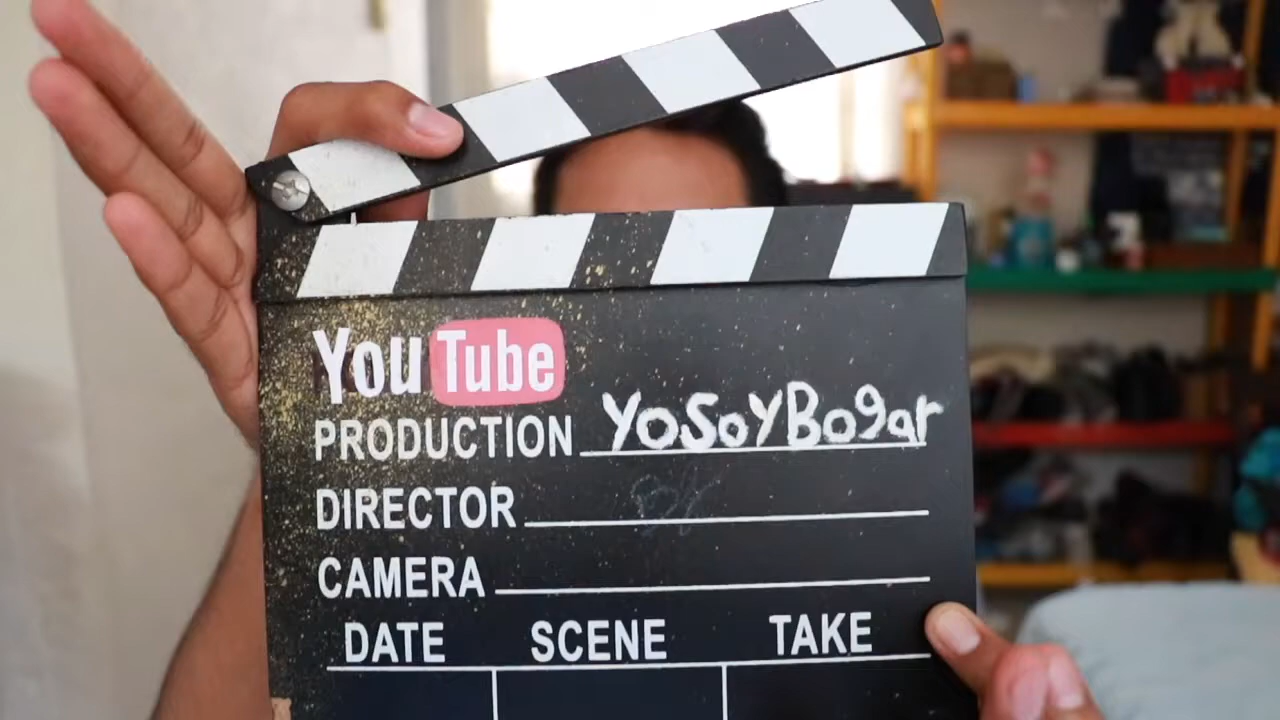 YouTube
PRODUCTION YoSoYBogar
DIRECTOR
CAMERA
DATE SCENE TAKE